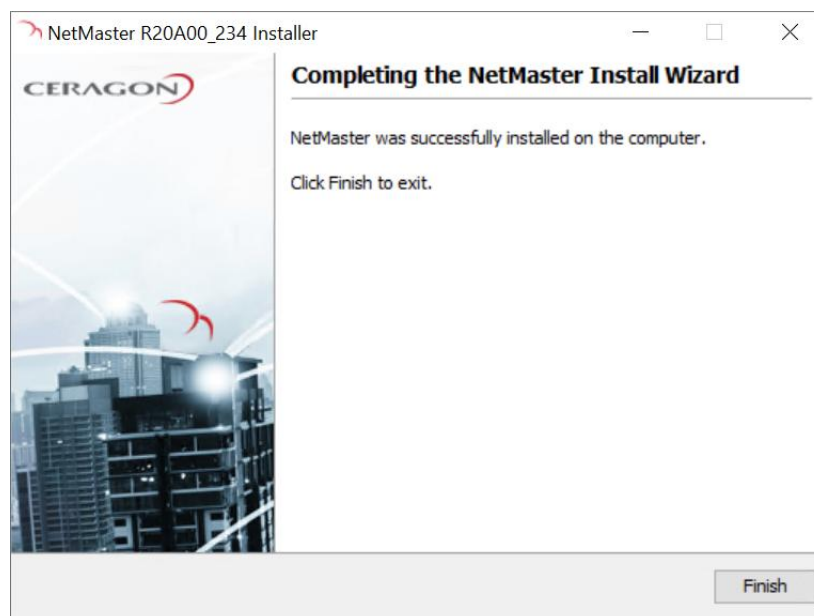 NetMaster R20A00_234 Installer
CERAGON
Completing the NetMaster Install Wizard
NetMaster was successfully installed on the computer.
Click Finish to exit.
Finish